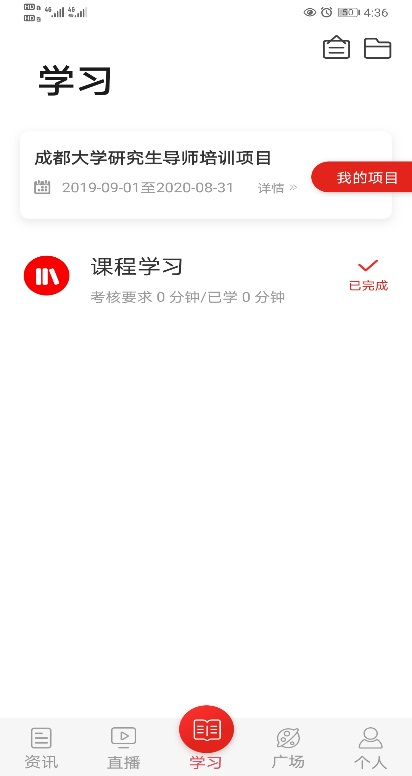 4:36
学习
成都大学研究生导师培训项目
2019-09-01至2020-08-31
详情 »
我的项目
课程学习
考核要求 0 分钟/已学 0 分钟
已完成
资讯
直播
学习
广场
个人